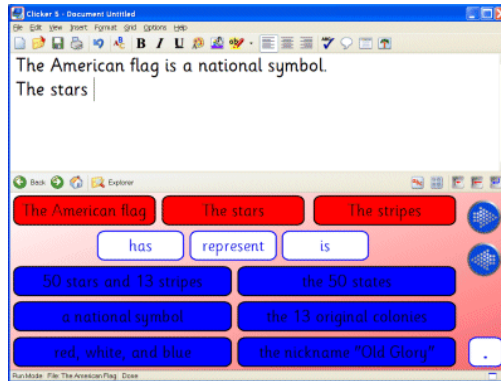 Clicker 5 - Document Untitled
File Edit View Insert Format Grid Options Help
B I U
The American flag is a national symbol.
The stars
Back Explorer
The American flag The stars The stripes
has represent is
50 stars and 13 stripes the 50 states
a national symbol the 13 original colonies
red, white, and blue the nickname "Old Glory"
.
Run Mode File: The American Flag Done